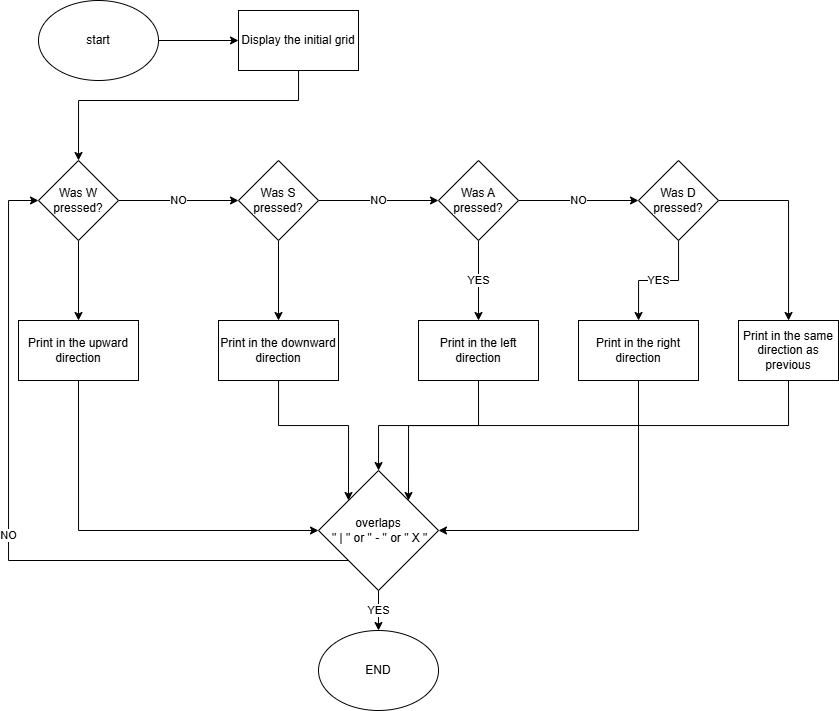 start
Display the initial grid
Was W
pressed?
NO
Was S
pressed?
NO
Was A
pressed?
NO
Was D
pressed?
YES
YES
Print in the upward
direction
Print in the downward
direction
Print in the left
direction
Print in the right
direction
Print in the same
direction as
previous
overlaps
" | " or " - " or " X "
NO
YES
END